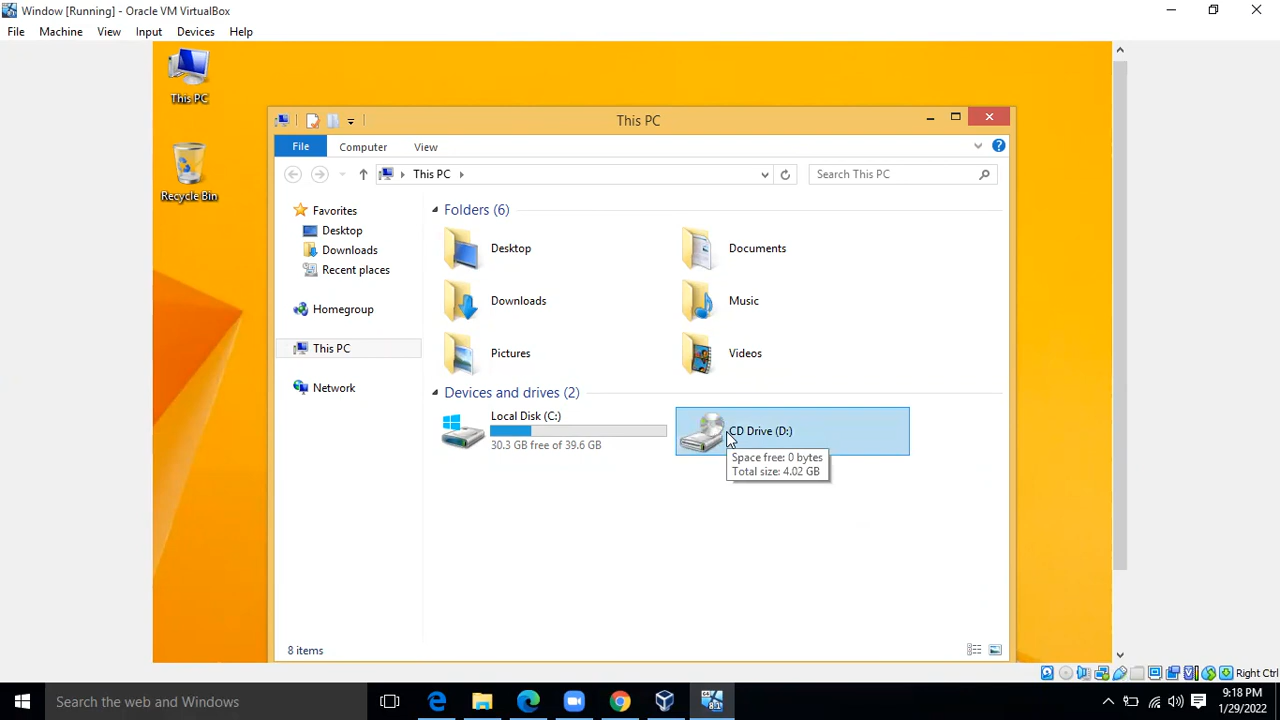 Window [Running] - Oracle VM VirtualBox
File Machine View Input Devices Help
This PC
Recycle Bin
This PC
File Computer View
This PC
Search This PC
Favorites
Desktop
Downloads
Recent places
Homegroup
This PC
Network
Folders (6)
Desktop
Documents
Downloads
Music
Pictures
Videos
Devices and drives (2)
Local Disk (C:)
30.3 GB free of 39.6 GB
CD Drive (D:)
Space free: 0 bytes
Total size: 4.02 GB
8 items
Right Ctrl
Search the web and Windows
9:18 PM
1/29/2022